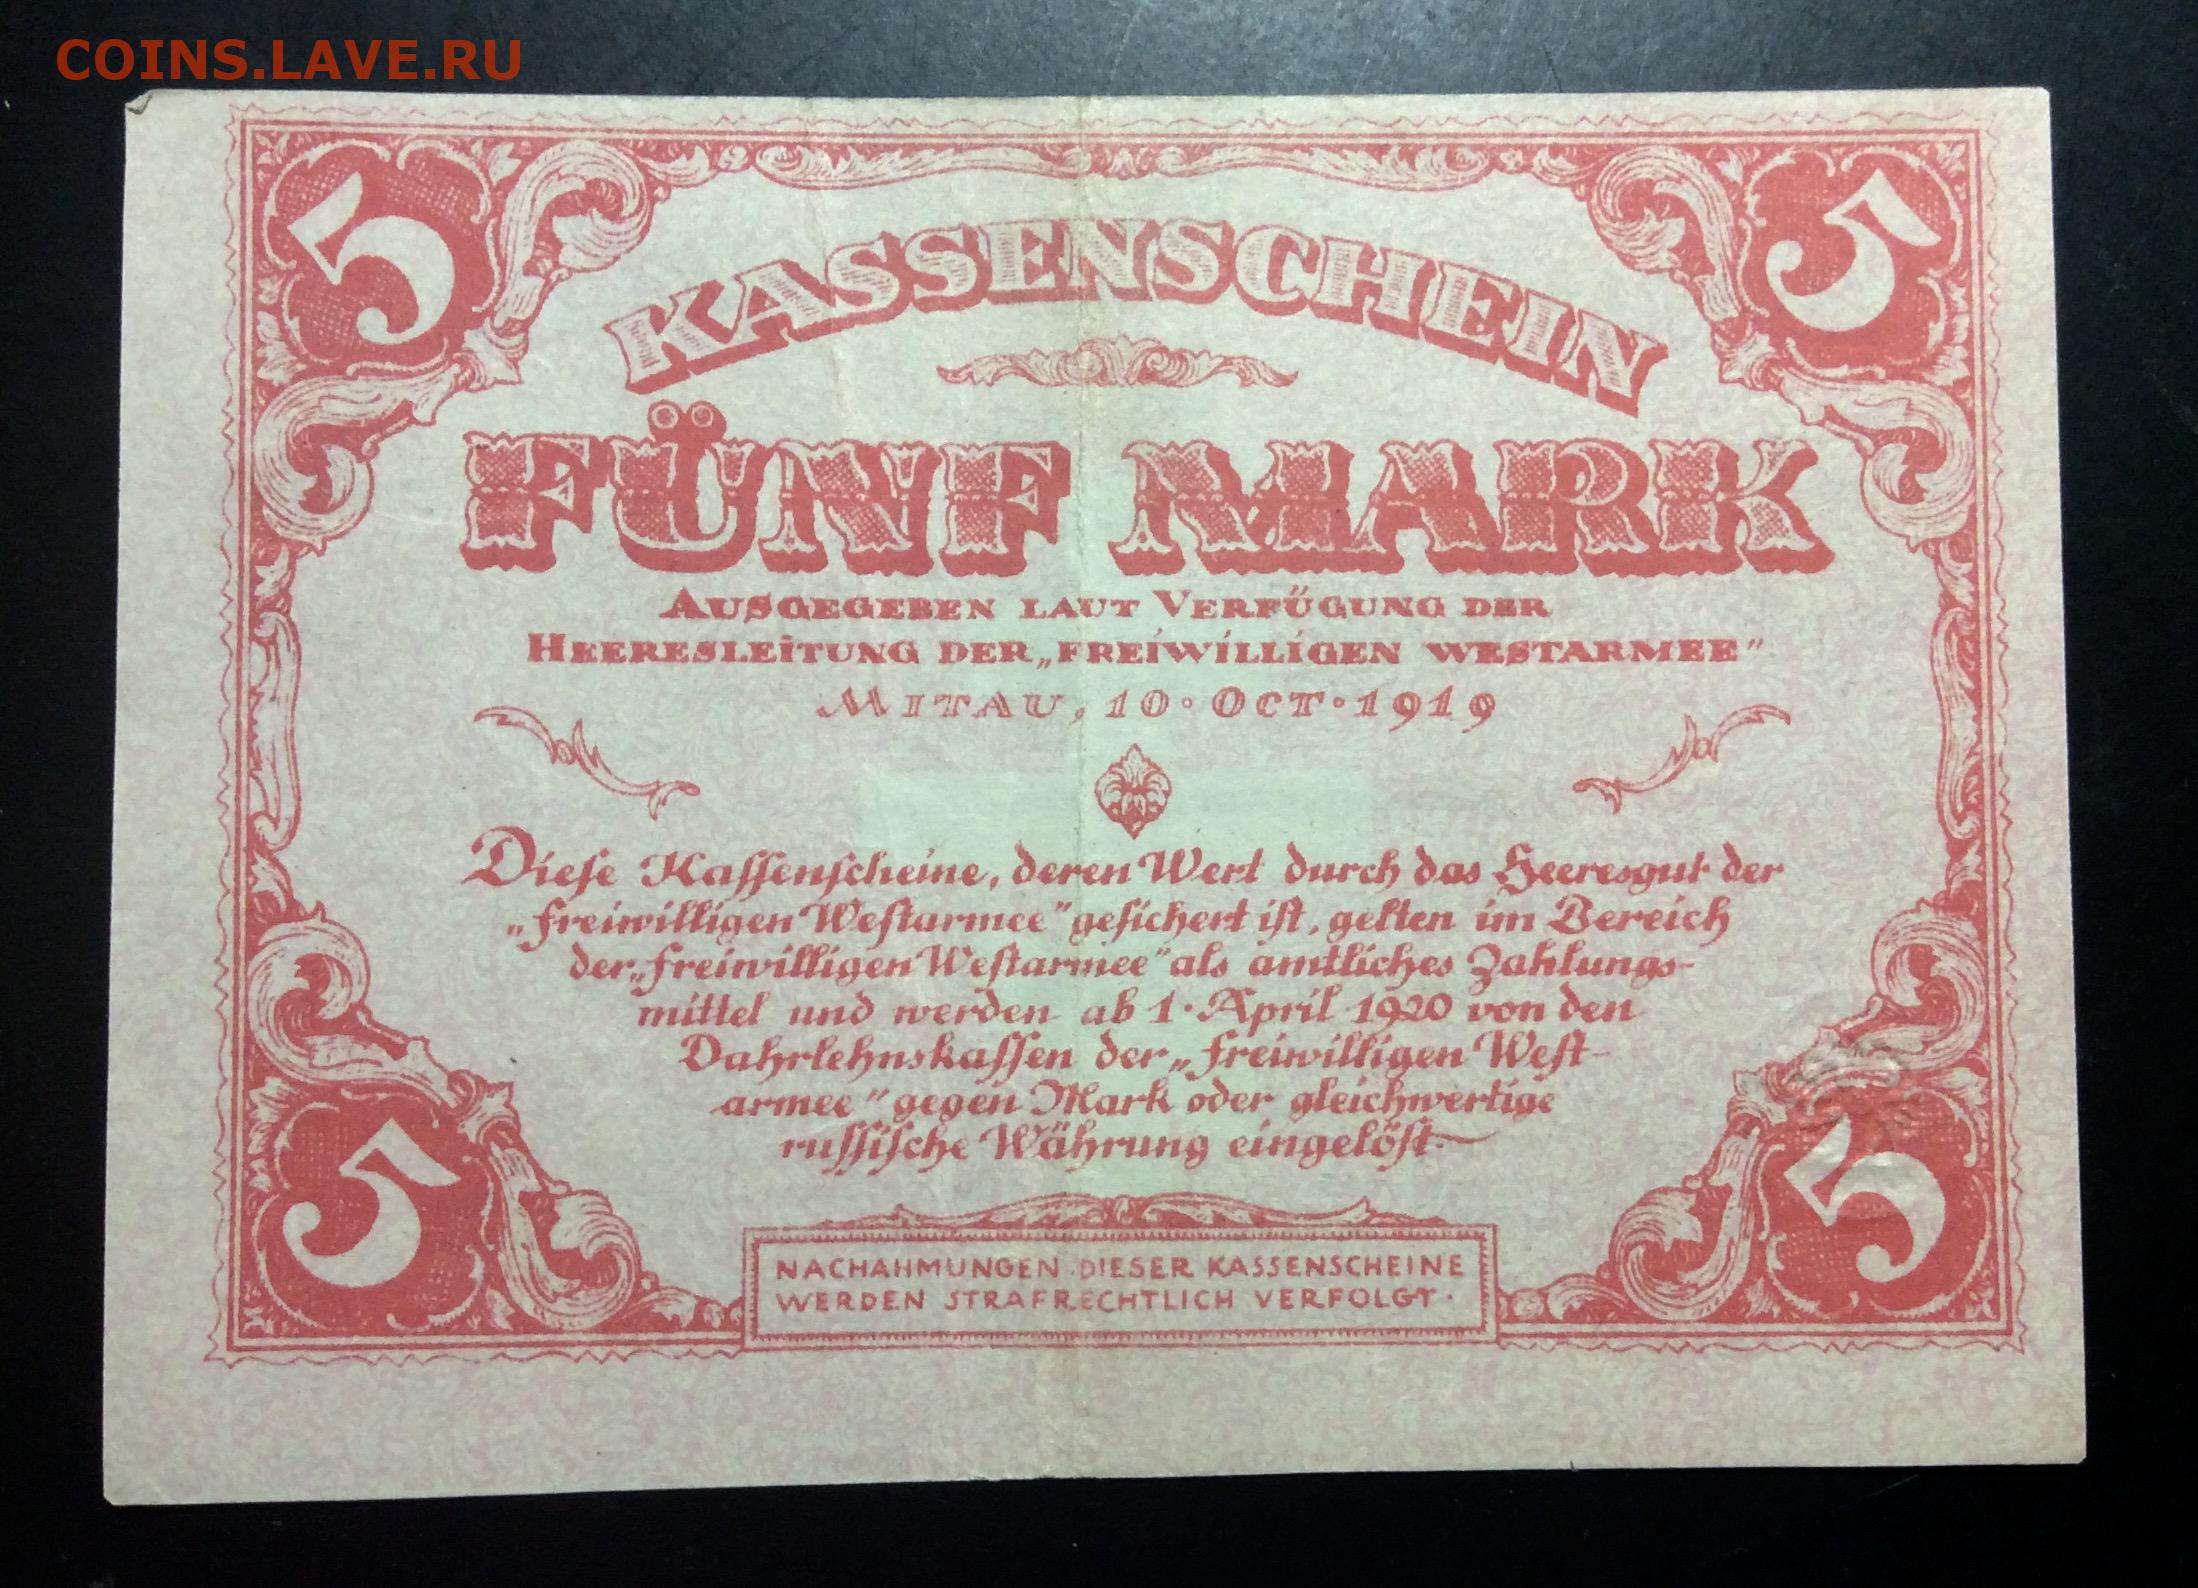 COINS.LAVE.RU
5 5
KASSENSCHEIN
FÜNF MARK
AUSGEGEBEN LAUT VERFÜGUNG DER
HEERESLEITUNG DER „FREIWILLIGEN WESTARMEE"
MITAU, 10. OCT. 1919
Diese Kassenscheine, deren Wert durch das Heeresgut der
„Freiwilligen Westarmee" gesichert ist, gelten im Bereich
der „Freiwilligen Westarmee" als amtliches Zahlungs-
mittel und werden ab 1. April 1920 von den
Dahrlehnskassen der „Freiwilligen West-
armee" gegen Mark oder gleichwertige
russische Währung eingelöst.
5 5
NACHAHMUNGEN DIESER KASSENSCHEINE
WERDEN STRAFRECHTLICH VERFOLGT.